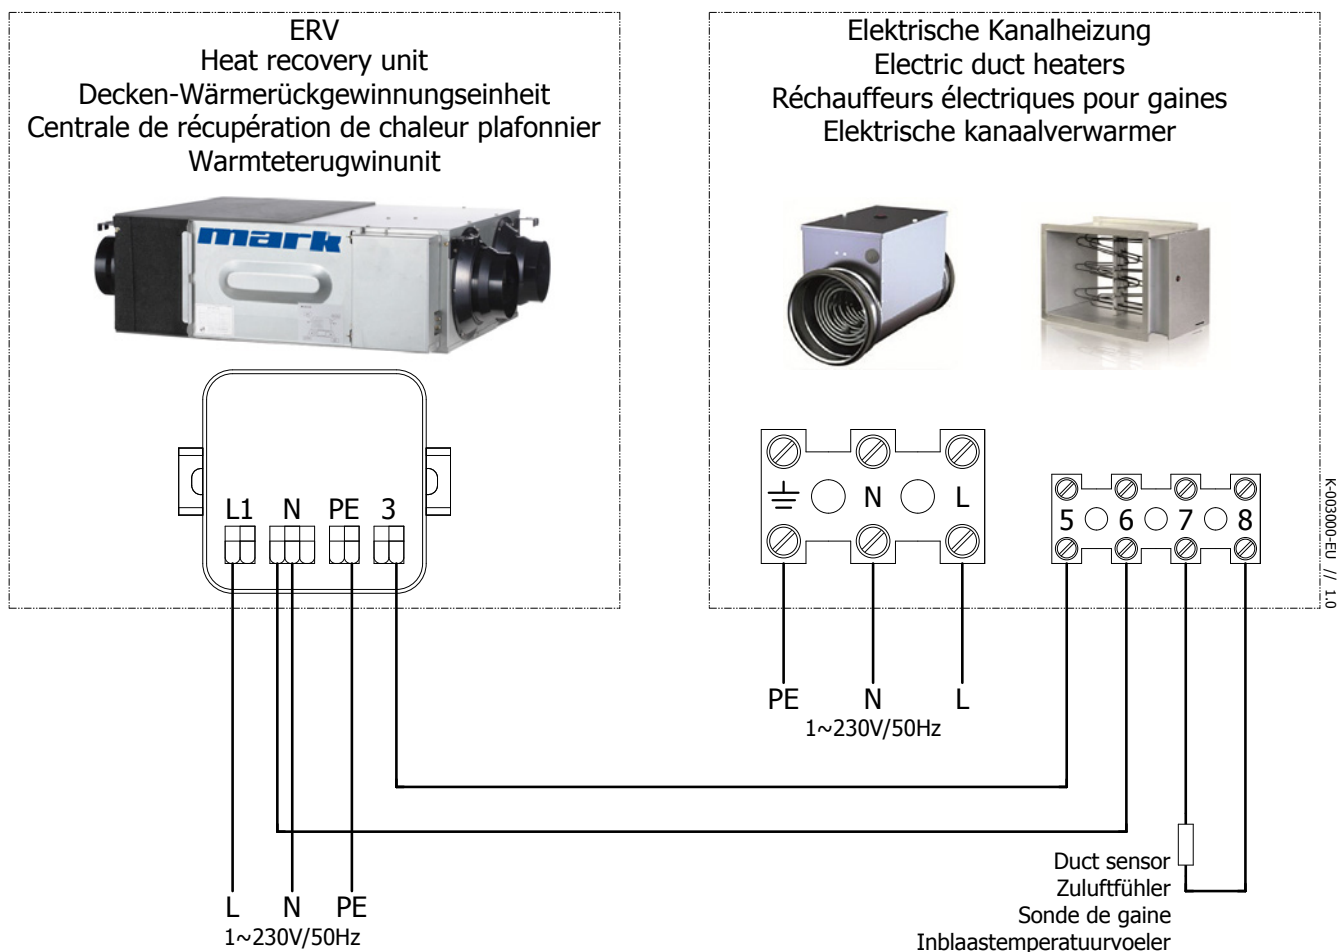 ERV
Heat recovery unit
Decken-Wärmerückgewinnungseinheit
Centrale de récupération de chaleur plafonnier
Warmteterugwinunit
mark
L1 N PE 3
L N PE
1~230V/50Hz
Elektrische Kanalheizung
Electric duct heaters
Réchauffeurs électriques pour gaines
Elektrische kanaalverwarmer
N L
5 6 7 8
PE N L
1~230V/50Hz
Duct sensor
Zuluftfühler
Sonde de gaine
Inblaastemperatuurvoeler
K-003000-EU // 1.0